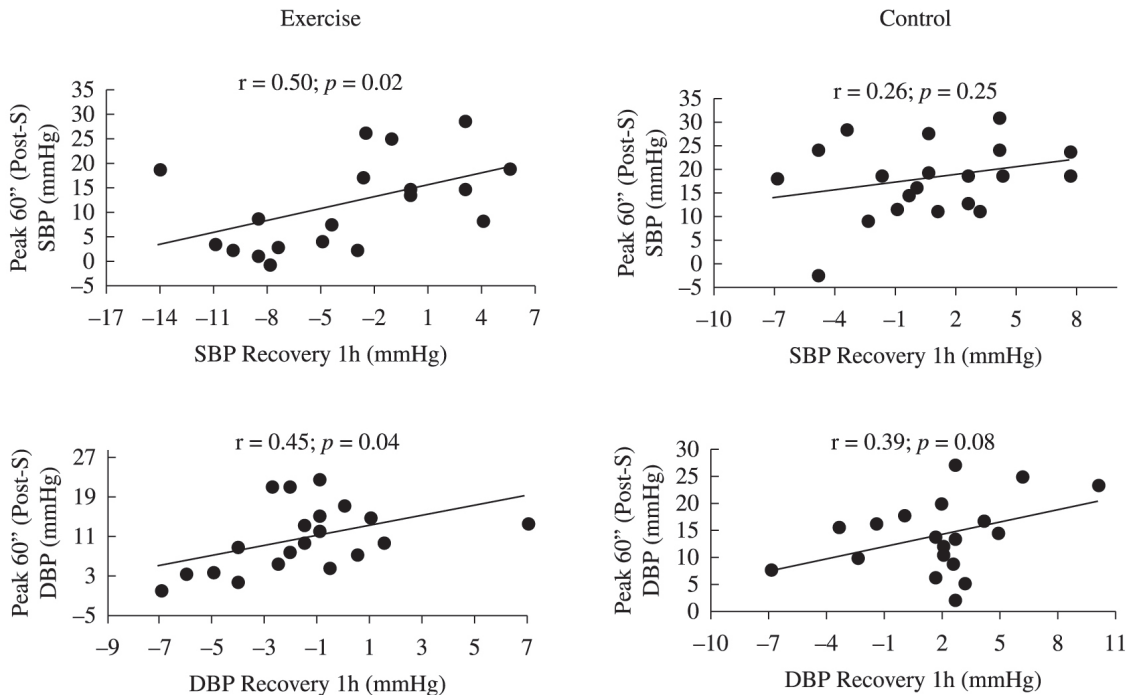 Exercise
Control
r = 0.50; p = 0.02
Peak 60” (Post-S)
SBP (mmHg)
35
30
25
20
15
10
5
0
–5
–17 –14 –11 –8 –5 –2 1 4 7
SBP Recovery 1h (mmHg)
r = 0.26; p = 0.25
Peak 60” (Post-S)
SBP (mmHg)
35
30
25
20
15
10
5
0
–5
–10 –7 –4 –1 2 5 8
SBP Recovery 1h (mmHg)
r = 0.45; p = 0.04
Peak 60” (Post-S)
DBP (mmHg)
27
19
11
3
–5
–9 –7 –5 –3 –1 1 3 5 7
DBP Recovery 1h (mmHg)
r = 0.39; p = 0.08
Peak 60” (Post-S)
DBP (mmHg)
30
25
20
15
10
5
0
–10 –7 –4 –1 2 5 8 11
DBP Recovery 1h (mmHg)